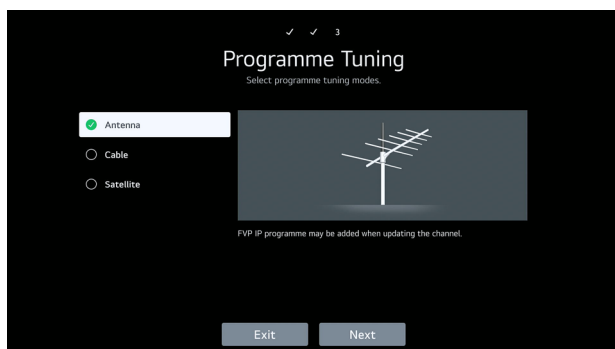 3
Programme Tuning
Select programme tuning modes.
Antenna
Cable
Satellite
FVP IP programme may be added when updating the channel.
Exit Next